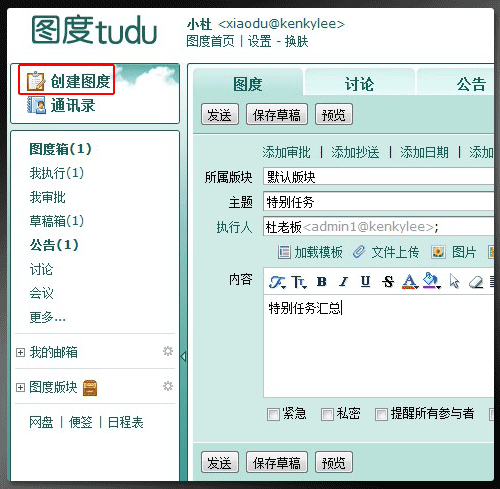 图度tudu
小杜 <xiaodu@kenkylee>
图度首页 | 设置 - 换肤
创建图度
通讯录
图度箱(1)
我执行(1)
我审批
草稿箱(1)
公告(1)
讨论
会议
更多...
我的邮箱
图度版块
网盘 | 便签 | 日程表
图度 讨论 公告
发送 保存草稿 预览
添加审批 | 添加抄送 | 添加日期 | 添加
所属版块 默认版块
主题 特别任务
执行人 杜老板<admin1@kenkylee>;
加载模板 文件上传 图片
内容
特别任务汇总
紧急 私密 提醒所有参与者
发送 保存草稿 预览